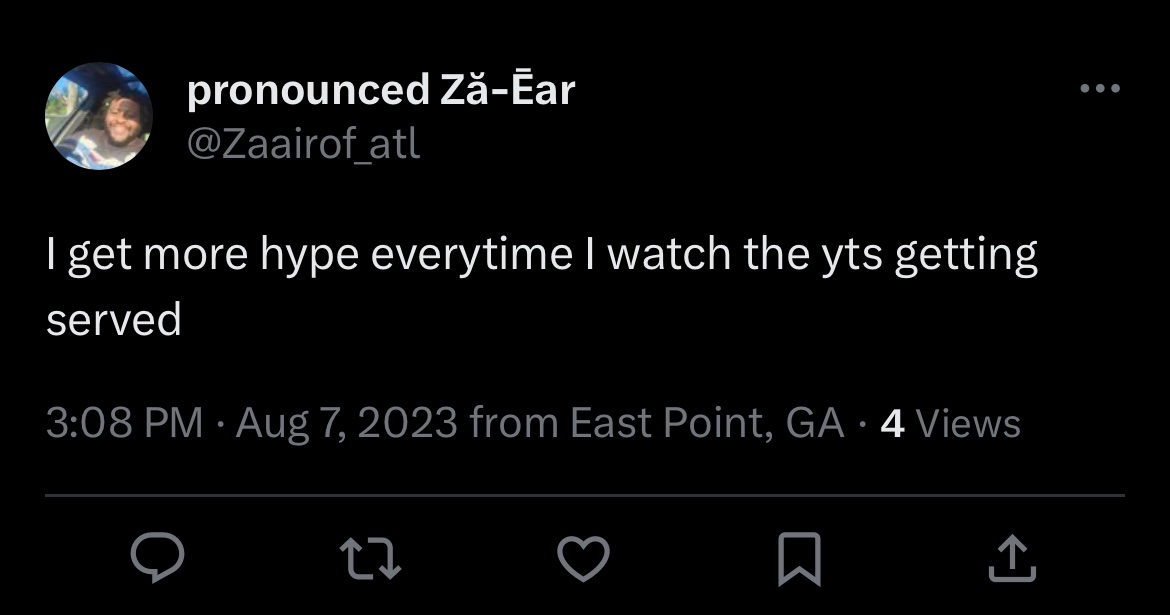 pronounced Ză-Ēar
@Zaairof_atl
I get more hype everytime I watch the yts getting
served
3:08 PM · Aug 7, 2023 from East Point, GA · 4 Views